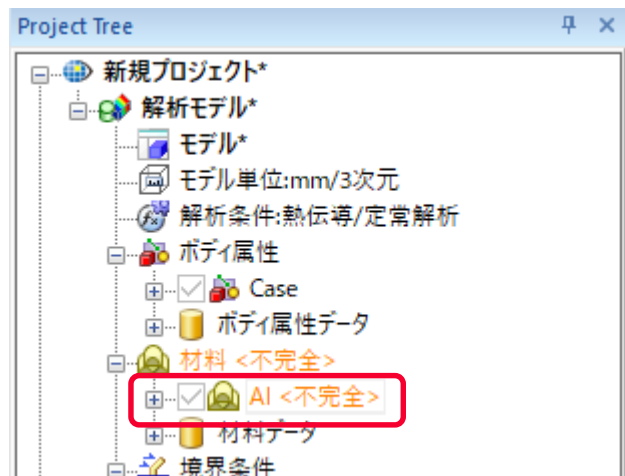 Project Tree
新規プロジェクト*
解析モデル*
モデル*
モデル単位:mm/3次元
解析条件:熱伝導/定常解析
ボディ属性
Case
ボディ属性データ
材料 <不完全>
Al <不完全>
材料データ
境界条件